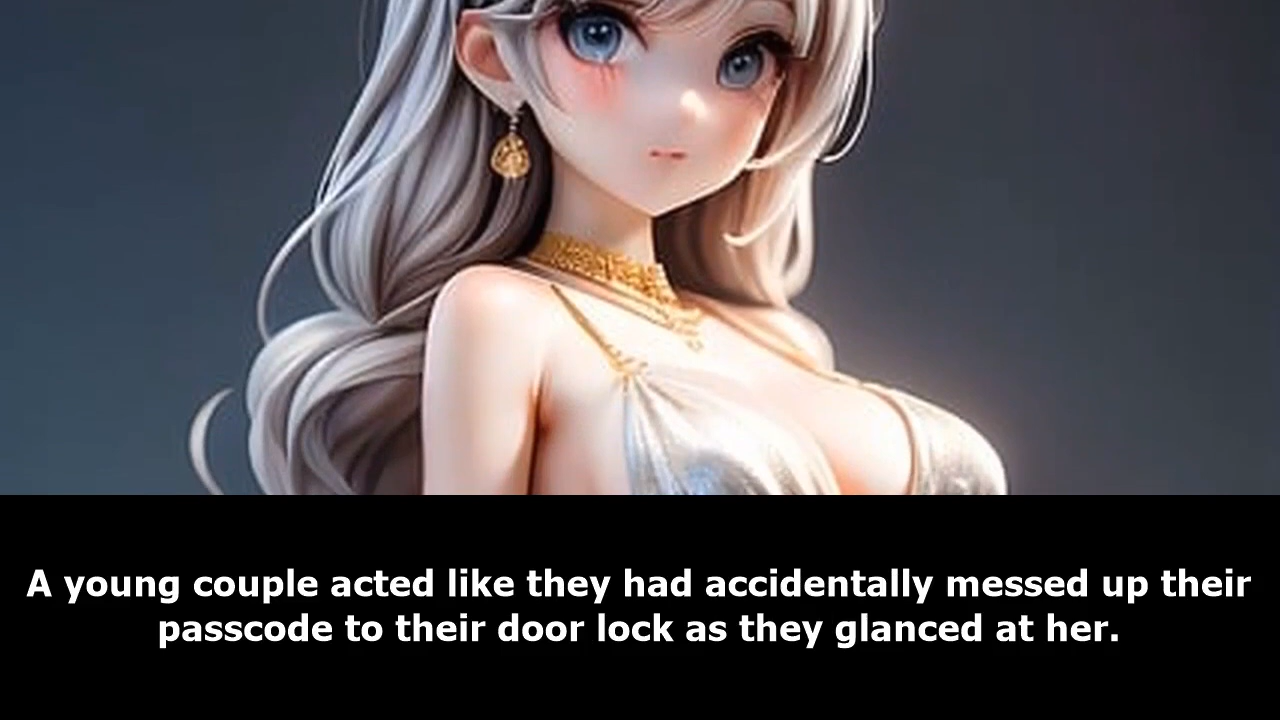 A young couple acted like they had accidentally messed up their
passcode to their door lock as they glanced at her.